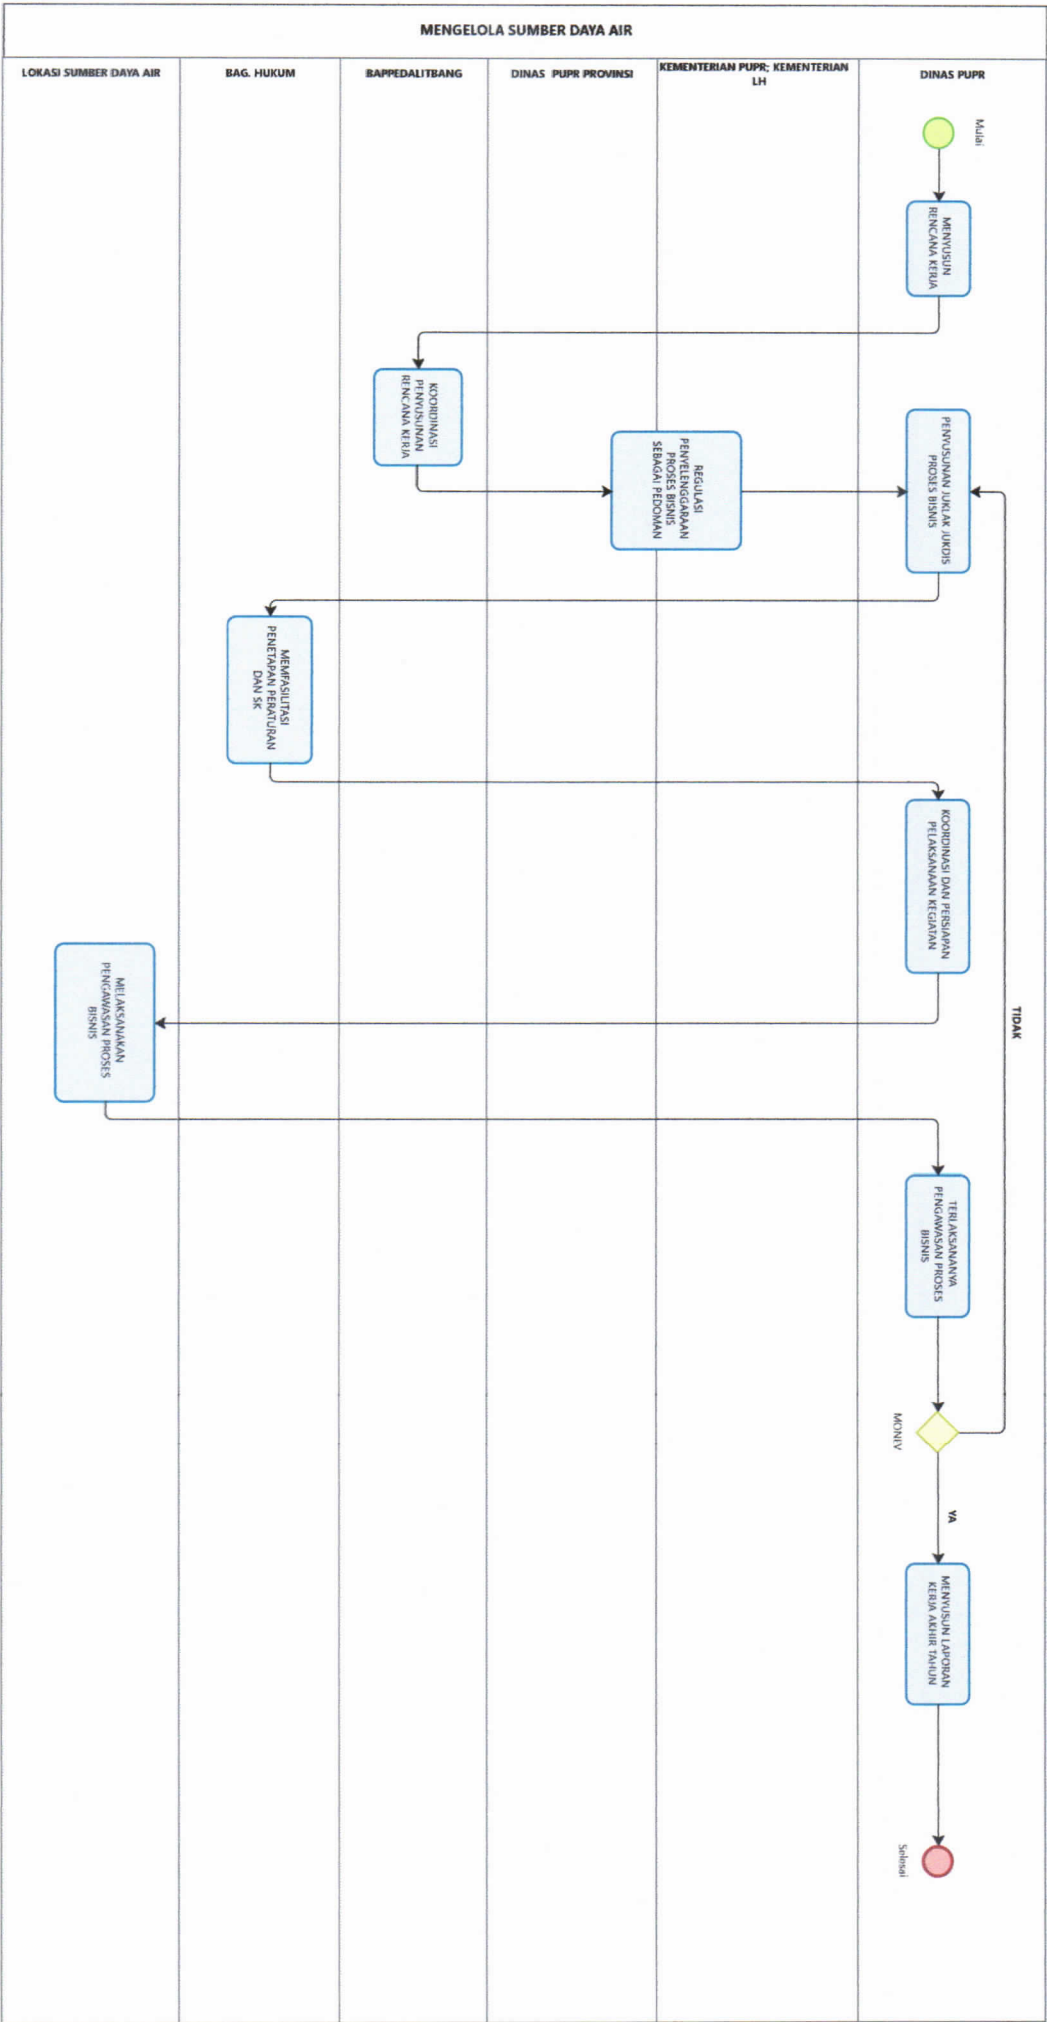 MENGELOLA SUMBER DAYA AIR
LOKASI SUMBER DAYA AIR
BAG. HUKUM
BAPPEDALITBANG
DINAS PUPR PROVINSI
KEMENTERIAN PUPR; KEMENTERIAN
LH
DINAS PUPR
Mulai
MENYUSUN
RENCANA KERJA
KOORDINASI
PENYUSUNAN
RENCANA KERJA
REGULASI
PENYELENGGARAAN
PROSES BISNIS
SEBAGAI PEDOMAN
PENYUSUNAN JUKLAK JUKDIS
PROSES BISNIS
MEMFASILITASI
PENETAPAN PERATURAN
DAN SK
KOORDINASI DAN PERSIAPAN
PELAKSANAAN KEGIATAN
MELAKSANAKAN
PENGAWASAN PROSES
BISNIS
TIDAK
TERLAKSANANYA
PENGAWASAN PROSES
BISNIS
MONEV
YA
MENYUSUN LAPORAN
KERJA AKHIR TAHUN
Selesai